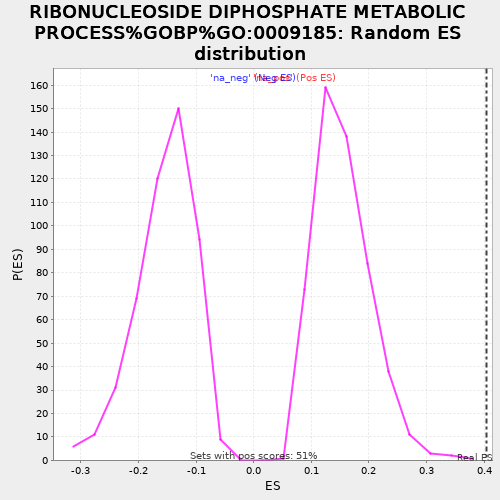 RIBONUCLEOSIDE DIPHOSPHATE METABOLIC
PROCESS%GOBP%GO:0009185: Random ES
distribution
'na_neg' (Neg ES)
'na_pos' (Pos ES)
160
150
140
130
120
110
100
90
80
70
60
50
40
30
20
10
0
P(ES)
Sets with pos scores: 51%
Real ES
-0.3 -0.2 -0.1 0.0 0.1 0.2 0.3 0.4
ES